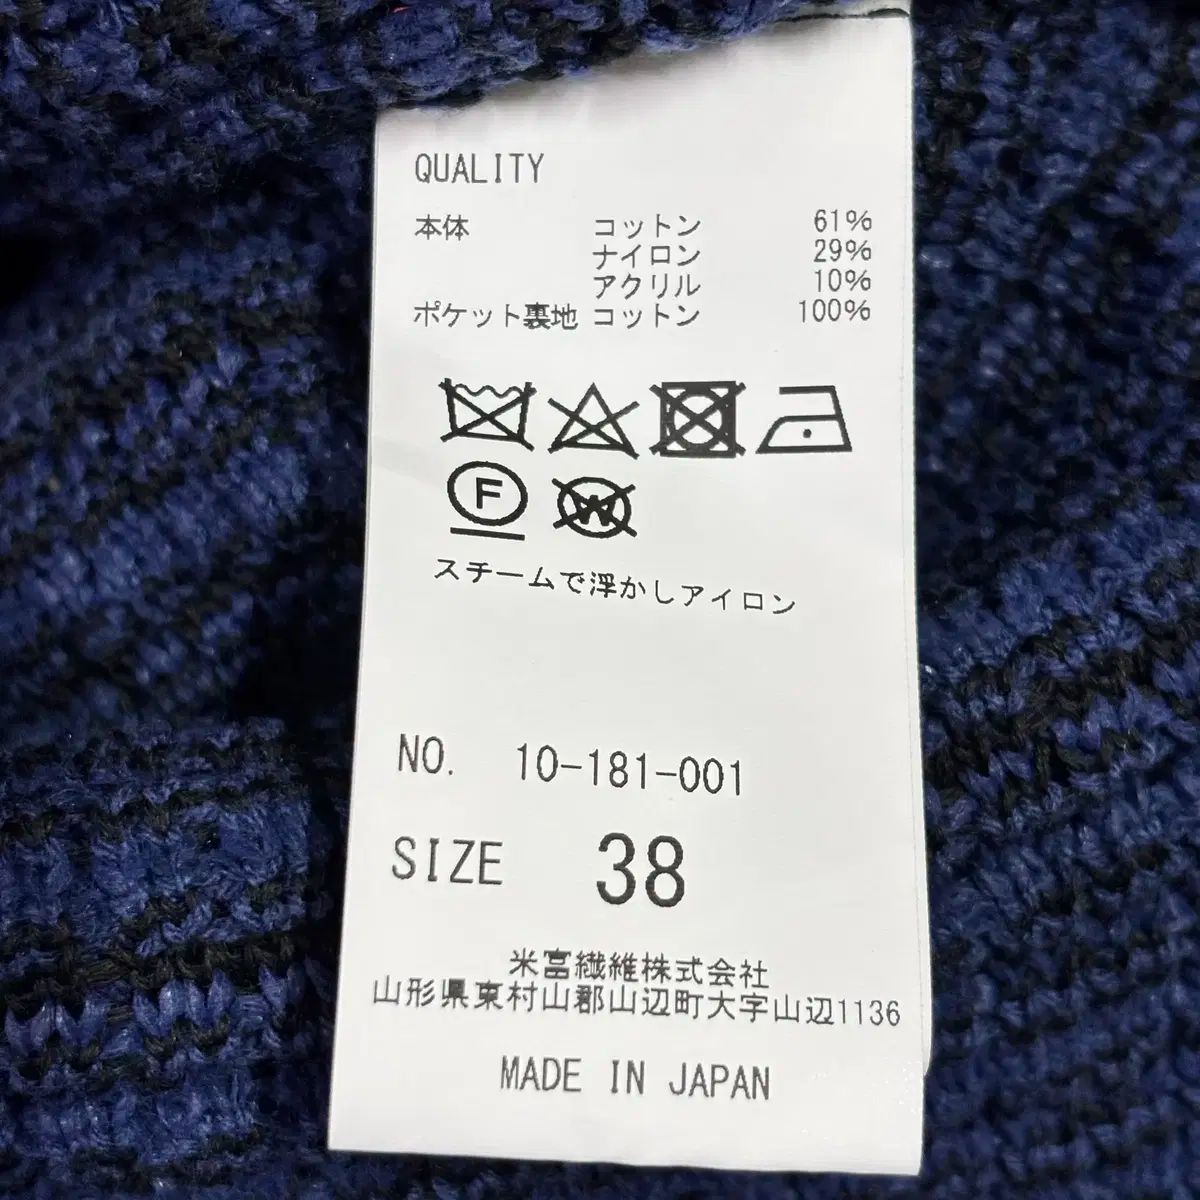 QUALITY
本体 コットン 61%
ナイロン 29%
アクリル 10%
ポケット裏地 コットン 100%
F W
スチームで浮かしアイロン
NO. 10-181-001
SIZE 38
米富繊維株式会社
山形県東村山郡山辺町大字山辺1136
MADE IN JAPAN